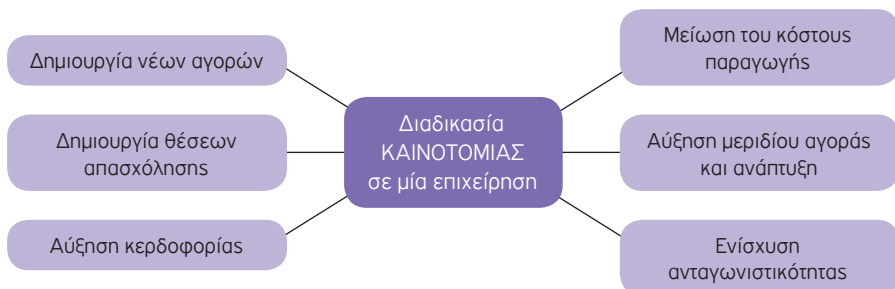 Δημιουργία νέων αγορών
Δημιουργία θέσεων
απασχόλησης
Αύξηση κερδοφορίας
Διαδικασία
ΚΑΙΝΟΤΟΜΙΑΣ
σε μία επιχείρηση
Μείωση του κόστους
παραγωγής
Αύξηση μεριδίου αγοράς
και ανάπτυξη
Ενίσχυση
ανταγωνιστικότητας